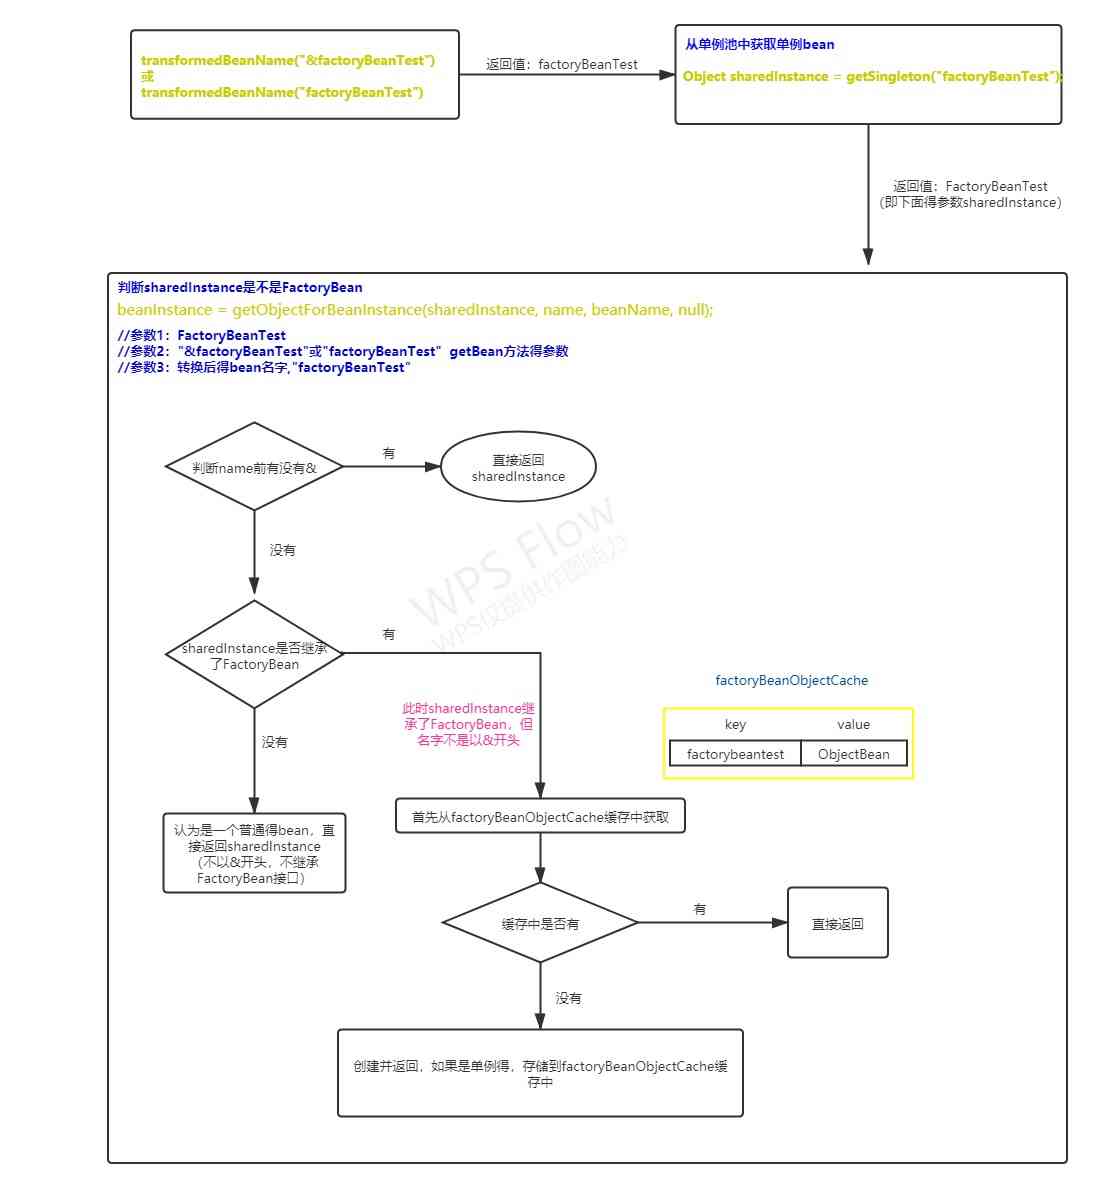 transformedBeanName("&factoryBeanTest")
或
transformedBeanName("factoryBeanTest")
返回值：factoryBeanTest
从单例池中获取单例bean
Object sharedInstance = getSingleton("factoryBeanTest");
返回值：FactoryBeanTest
（即下面得参数sharedInstance）
判断sharedInstance是不是FactoryBean
beanInstance = getObjectForBeanInstance(sharedInstance, name, beanName, null);
//参数1：FactoryBeanTest
//参数2："&factoryBeanTest"或"factoryBeanTest"  getBean方法得参数
//参数3：转换后得bean名字,"factoryBeanTest"
判断name前有没有&
有
直接返回
sharedInstance
没有
WPS Flow
WPS仅提供作图能力
sharedInstance是否继承
了FactoryBean
有
此时sharedInstance继
承了FactoryBean，但
名字不是以&开头
factoryBeanObjectCache
key value
factorybeantest ObjectBean
没有
认为是一个普通得bean，直
接返回sharedInstance
（不以&开头，不继承
FactoryBean接口）
首先从factoryBeanObjectCache缓存中获取
缓存中是否有
有
直接返回
没有
创建并返回，如果是单例得，存储到factoryBeanObjectCache缓
存中